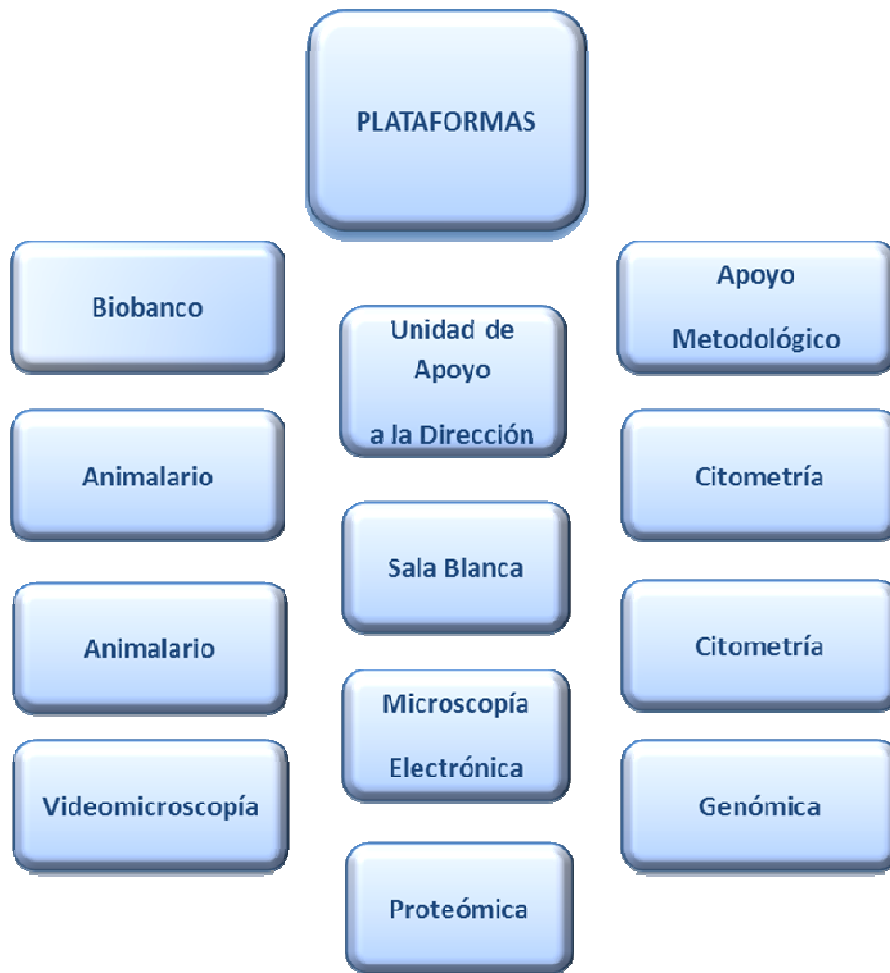 PLATAFORMAS
Biobanco
Unidad de
Apoyo
a la Dirección
Apoyo
Metodológico
Animalario
Sala Blanca
Citometría
Animalario
Microscopía
Electrónica
Citometría
Videomicroscopía
Proteómica
Genómica